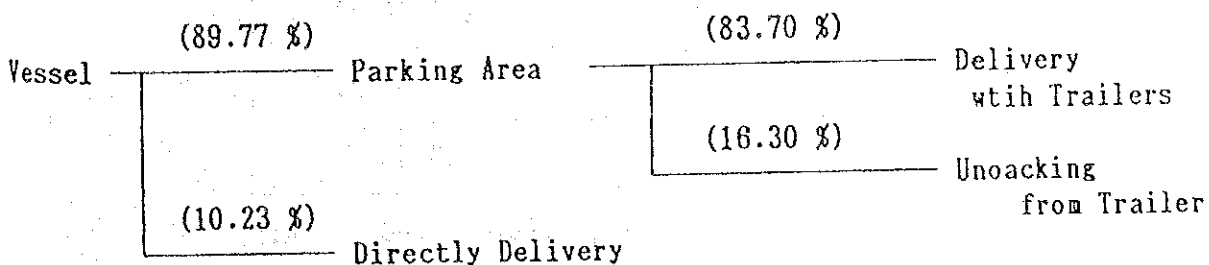 (89.77 %)
(83.70 %)
Vessel
Parking Area
Delivery
wtih Trailers
(16.30 %)
Unoacking
from Trailer
(10.23 %)
Directly Delivery